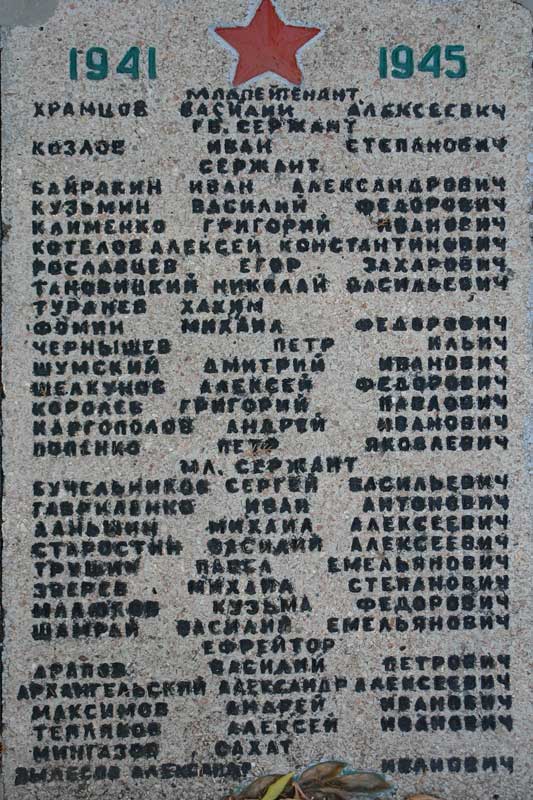 1941 1945
МЛ ЛЕЙТЕНАНТ
ХРАМЦОВ ВАСИЛИЙ АЛЕКСЕЕВИЧ
ГВ. СЕРЖАНТ
КОЗЛОВ ИВАН СТЕПАНОВИЧ
СЕРЖАНТ
БАЙРАКИН ИВАН АЛЕКСАНДРОВИЧ
КУЗЬМИН ВАСИЛИЙ ФЕДОРОВИЧ
КЛИМЕНКО ГРИГОРИЙ ИВАНОВИЧ
КОТЕЛОВ АЛЕКСЕЙ КОНСТАНТИНОВИЧ
РОСЛАВЦЕВ ЕГОР ЗАХАРОВИЧ
ТАНОВИЦКИЙ НИКОЛАЙ ВАСИЛЬЕВИЧ
ХАКИМ
ФОМИН МИХАИЛ ФЕДОРОВИЧ
ЧЕРНЫШЕВ ПЕТР ИЛЬИЧ
ШУМСКИЙ ДМИТРИЙ ИВАНОВИЧ
ШЕЛКУНОВ АЛЕКСЕЙ ФЕДОРОВИЧ
КОРОЛЕВ ГРИГОРИЙ ПАВЛОВИЧ
КАРГОПОЛОВ АНДРЕЙ ИВАНОВИЧ
ПОПЕНКО ПЕТР ЯКОВЛЕВИЧ
МЛ. СЕРЖАНТ
БУЧЕЛЬНИКОВ СЕРГЕЙ ВАСИЛЬЕВИЧ
ГАВРИЛЕНКО ИВАН АНТОНОВИЧ
ЛАНЬШИН МИХАИЛ АЛЕКСЕЕВИЧ
СТАРОСТИН ВАСИЛИЙ АЛЕКСЕЕВИЧ
ТРУШИН ПАВЕЛ ЕМЕЛЬЯНОВИЧ
ЗВЕРЕВ МИХАИЛ СТЕПАНОВИЧ
КУЗЬМА ФЕДОРОВИЧ
ШАМРАЙ ВАСИЛИЙ ЕМЕЛЬЯНОВИЧ
ЕФРЕЙТОР
АРАПОВ ВАСИЛИЙ ПЕТРОВИЧ
АРХАНГЕЛЬСКИЙ АЛЕКСАНДР АЛЕКСЕЕВИЧ
МАКСИМОВ АНДРЕЙ ИВАНОВИЧ
ТЕПЛЯКОВ АЛЕКСЕЙ ИВАНОВИЧ
МИНГАЗОВ САХАТ
АЛЕКСАНДР ИВАНОВИЧ